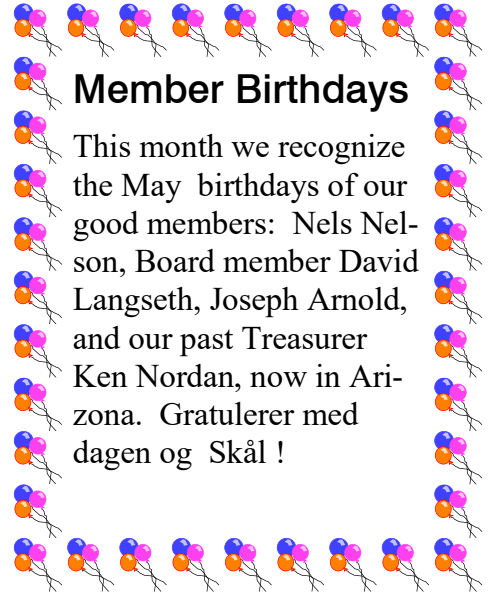 Member Birthdays
This month we recognize
the May  birthdays of our
good members:  Nels Nel-
son, Board member David
Langseth, Joseph Arnold,
and our past Treasurer
Ken Nordan, now in Ari-
zona.  Gratulerer med
dagen og  Skål !